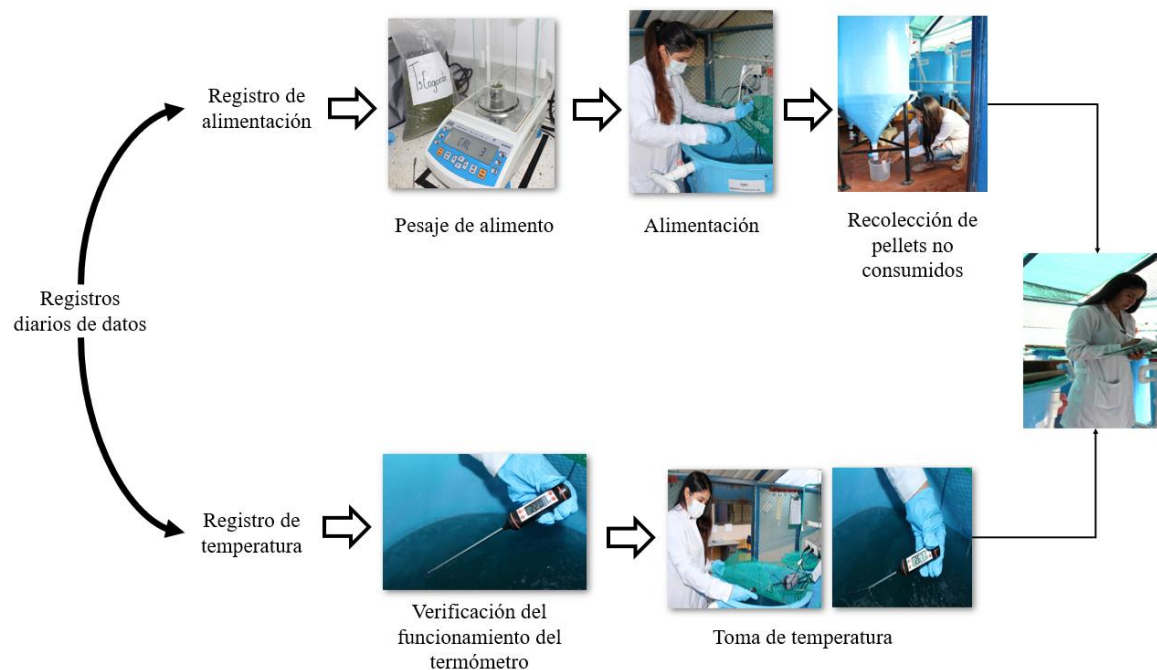 Registro de
alimentación
Pesaje de alimento
Alimentación
Recolección de
pellets no
consumidos
Registros
diarios de datos
Registro de
temperatura
Verificación del
funcionamiento del
termómetro
Toma de temperatura